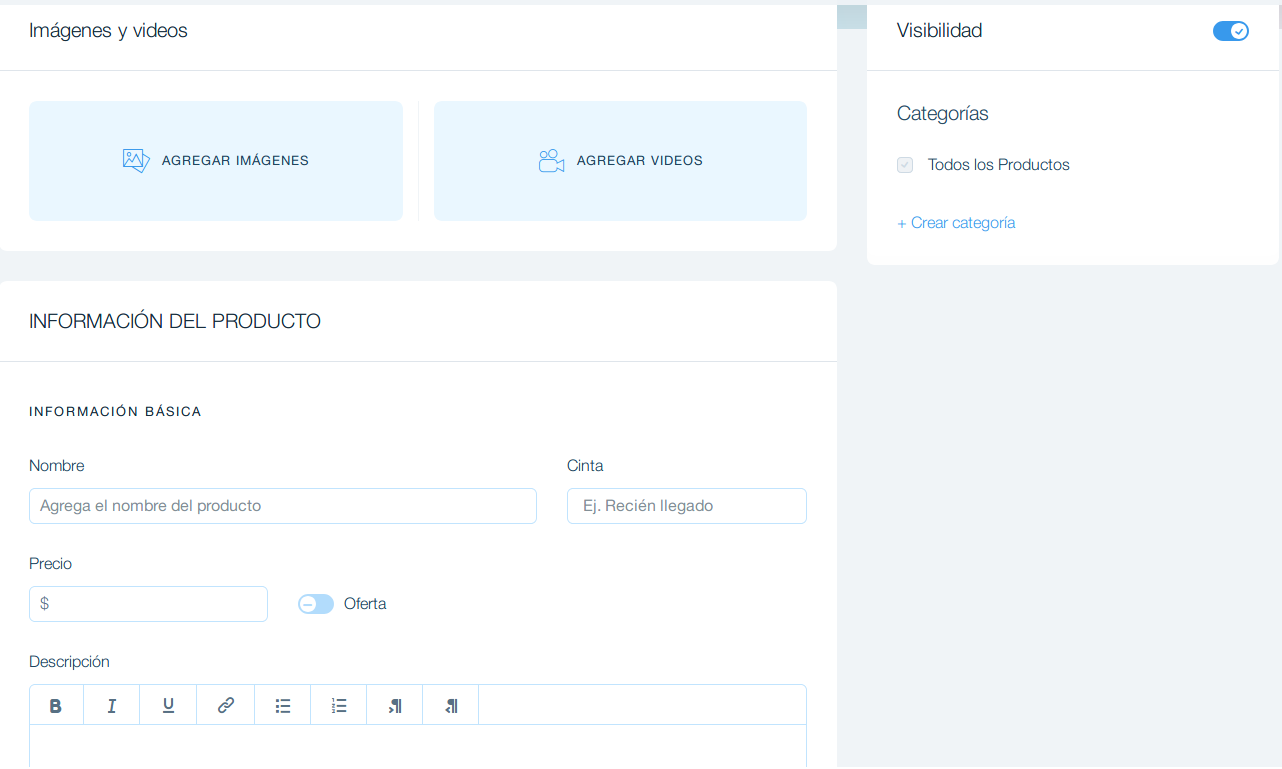 Imágenes y videos
AGREGAR IMÁGENES
AGREGAR VIDEOS
INFORMACIÓN DEL PRODUCTO
INFORMACIÓN BÁSICA
Nombre
Cinta
Agrega el nombre del producto
Ej. Recién llegado
Precio
$
Oferta
Descripción
B I U
Visibilidad
Categorías
Todos los Productos
+ Crear categoría